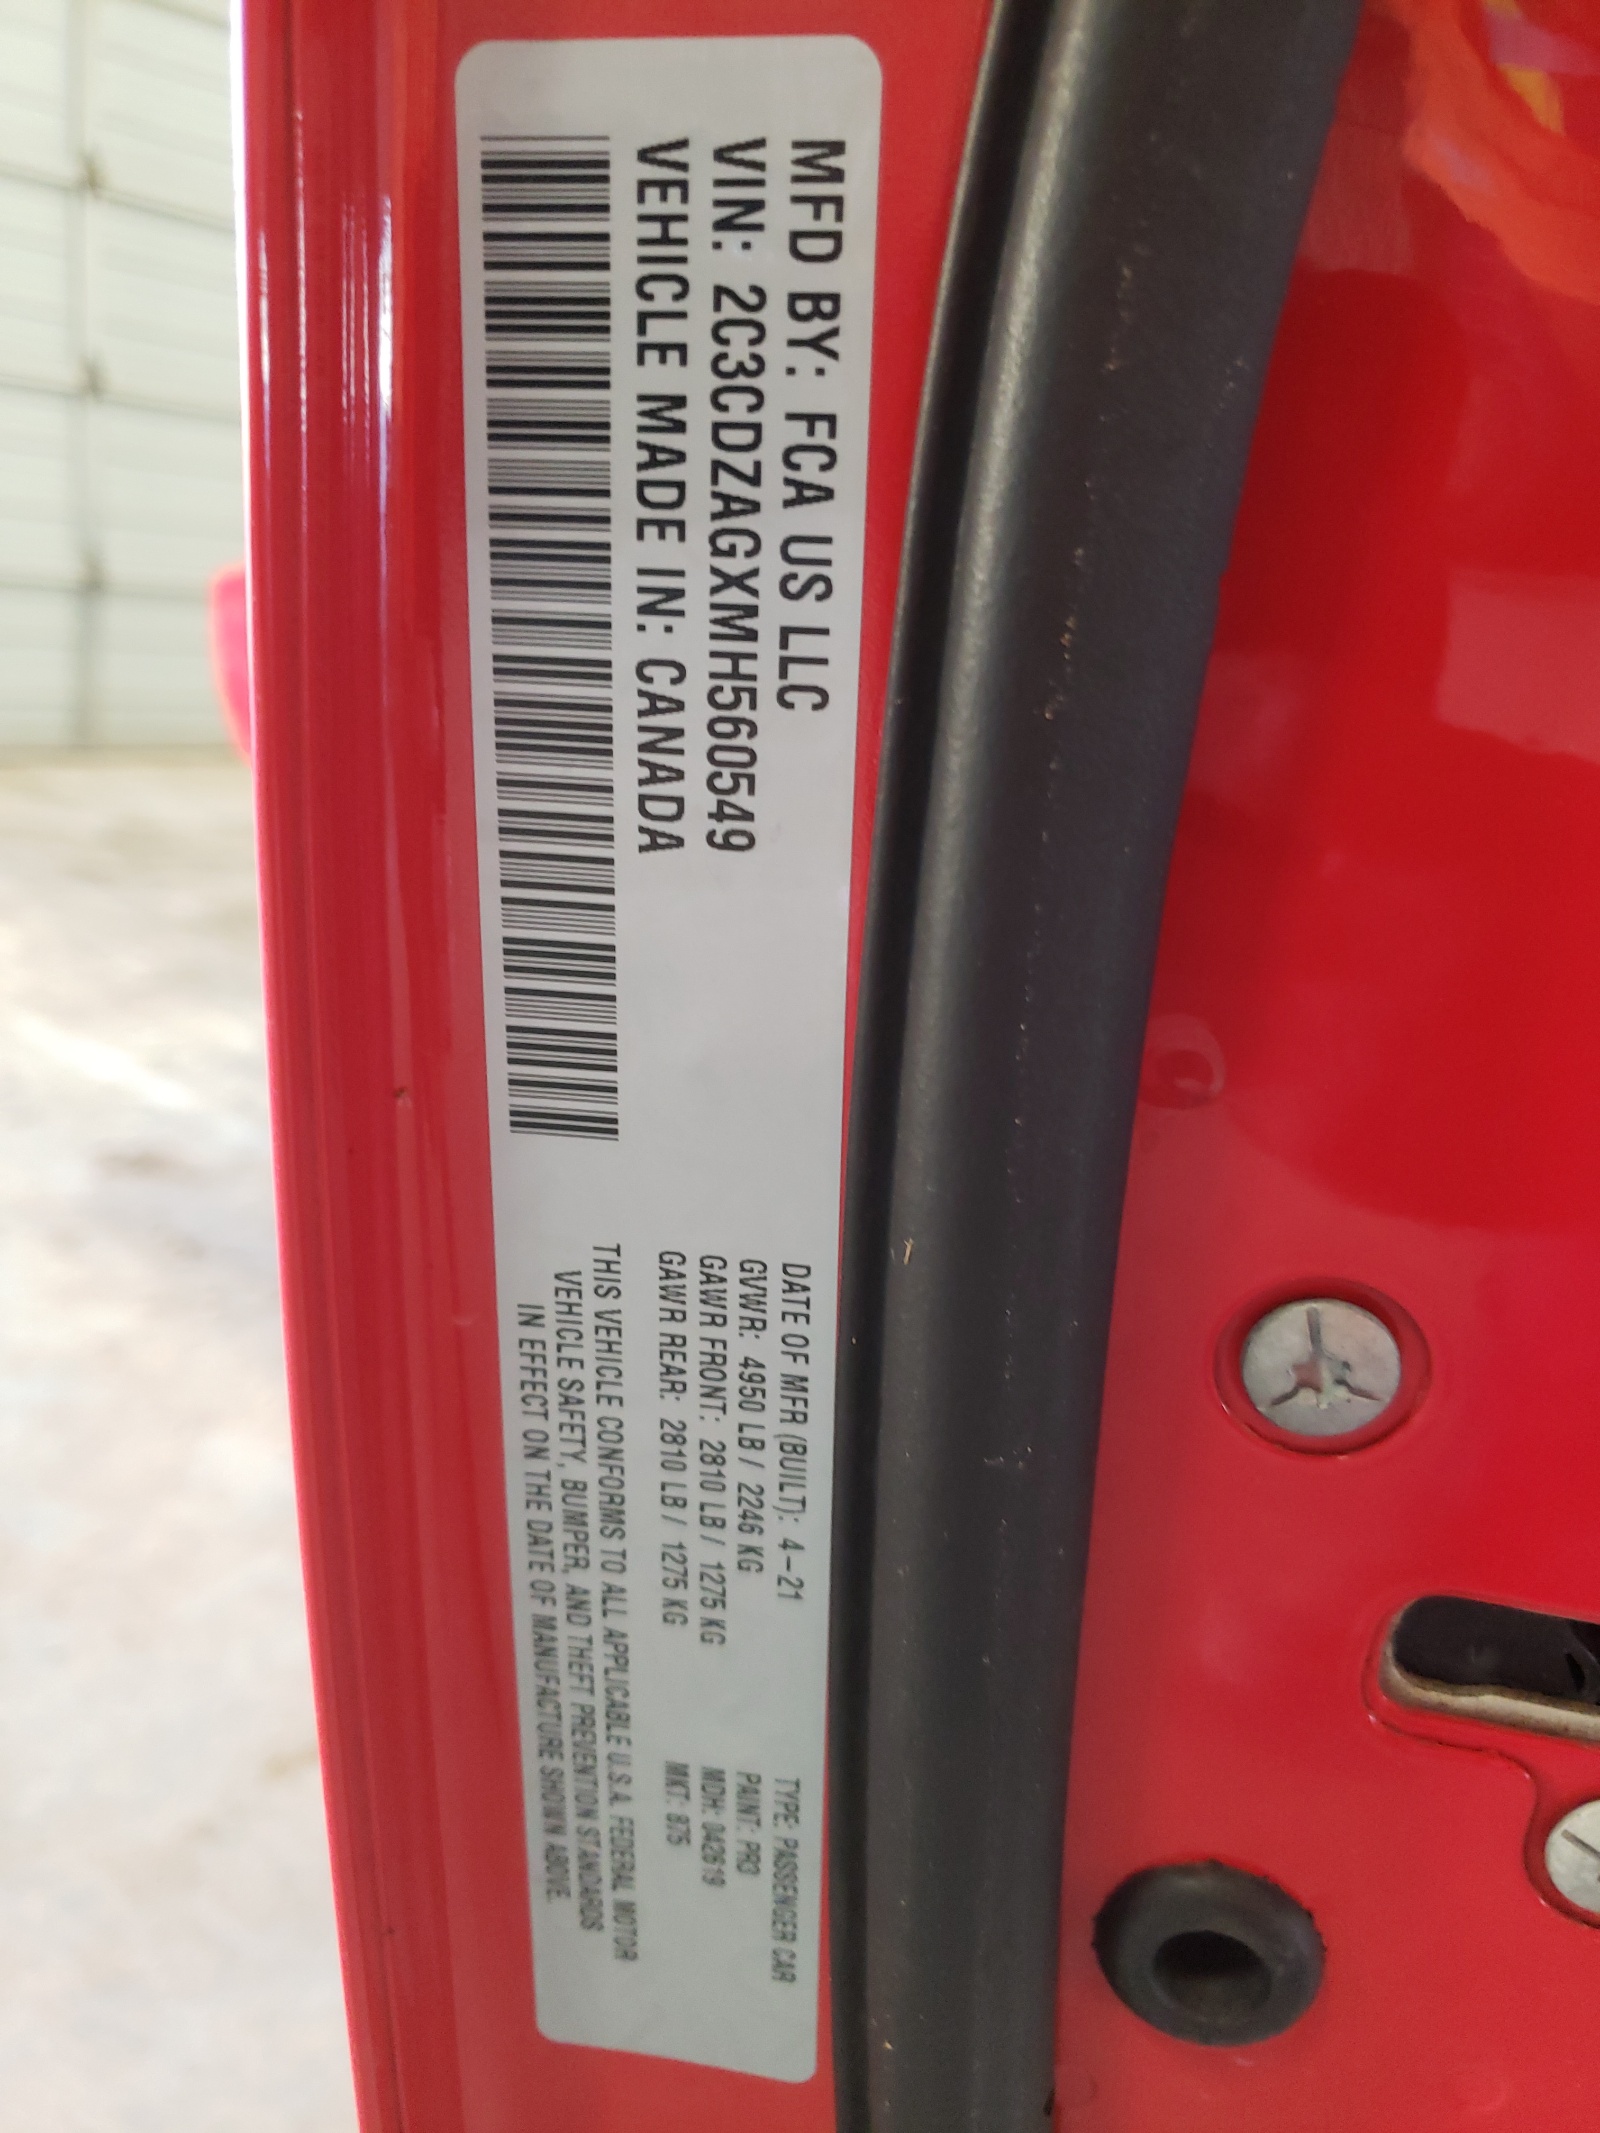 MFD BY: FCA US LLC
VIN: 2C3CDZAGXMH560549
VEHICLE MADE IN: CANADA
DATE OF MFR (BUILT): 4-21
GVWR: 4950 LB / 2246 KG
GAWR FRONT: 2810 LB / 1275 KG
GAWR REAR: 2810 LB / 1275 KG
TYPE: PASSENGER CAR
PAINT: PR3
MDH: 042619
MKT: 875
THIS VEHICLE CONFORMS TO ALL APPLICABLE U.S.A. FEDERAL MOTOR
VEHICLE SAFETY, BUMPER, AND THEFT PREVENTION STANDARDS
IN EFFECT ON THE DATE OF MANUFACTURE SHOWN ABOVE.